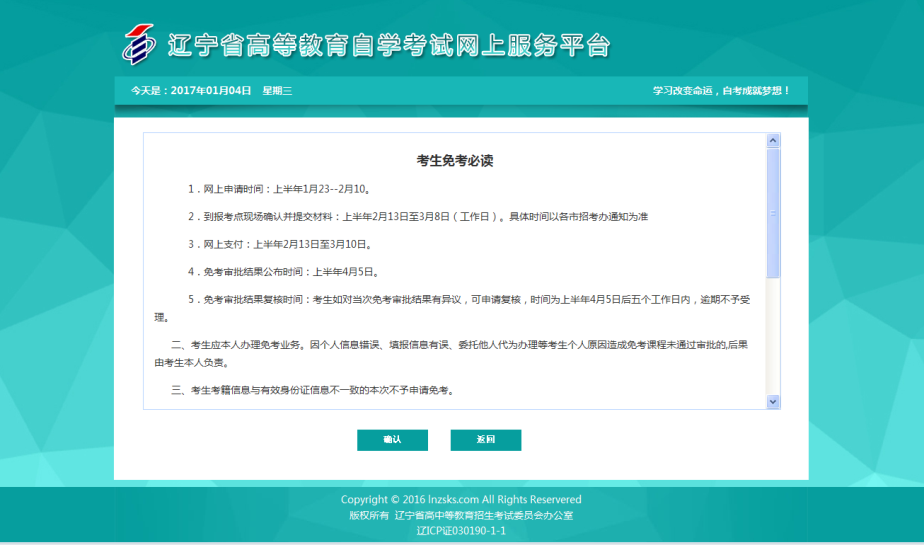 辽宁省高等教育自学考试网上服务平台
今天是：2017年01月04日 星期三
学习改变命运，自考成就梦想！
考生免考必读
1．网上申请时间：上半年1月23--2月10。
2．到报考点现场确认并提交材料：上半年2月13日至3月8日（工作日）。具体时间以各市招考办通知为准
3．网上支付：上半年2月13日至3月10日。
4．免考审批结果公布时间：上半年4月5日。
5．免考审批结果复核时间：考生如对当次免考审批结果有异议，可申请复核，时间为上半年4月5日后五个工作日内，逾期不予受
理。
二、考生应本人办理免考业务。因个人信息错误、填报信息有误、委托他人代为办理等考生个人原因造成免考课程未通过审批的,后果
由考生本人负责。
三、考生考籍信息与有效身份证信息不一致的本次不予申请免考。
确认
返回
Copyright © 2016 lnzsks.com All Rights Reservered
版权所有 辽宁省高中等教育招生考试委员会办公室
辽ICP证030190-1-1